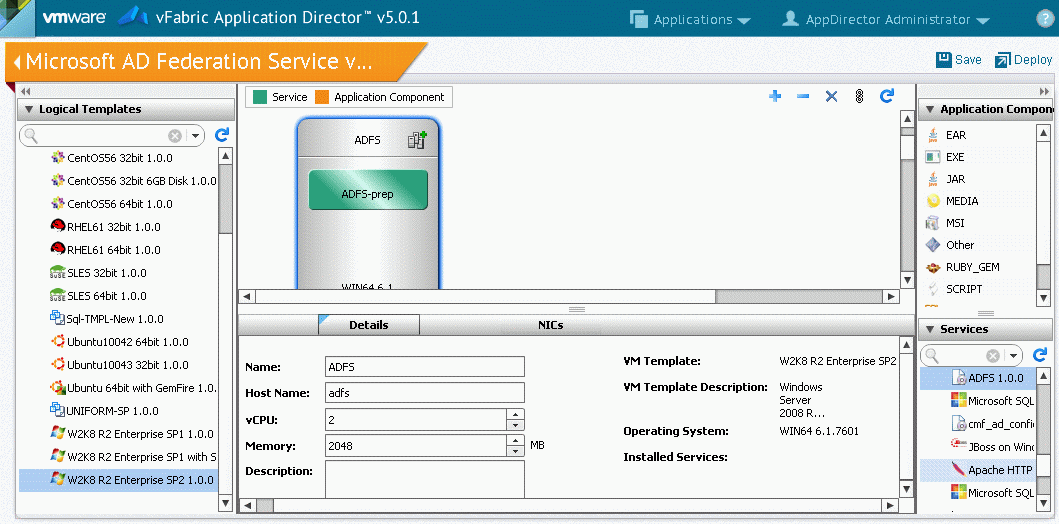 vmware vFabric Application Director™ v5.0.1
Applications
AppDirector Administrator
?
Microsoft AD Federation Service v...
Save
Deploy
Logical Templates
CentOS56 32bit 1.0.0
CentOS56 32bit 6GB Disk 1.0.0
CentOS56 64bit 1.0.0
RHEL61 32bit 1.0.0
RHEL61 64bit 1.0.0
SLES 32bit 1.0.0
SLES 64bit 1.0.0
Sql-TMPL-New 1.0.0
Ubuntu10042 64bit 1.0.0
Ubuntu10043 32bit 1.0.0
Ubuntu 64bit with GemFire 1.0.
UNIFORM-SP 1.0.0
W2K8 R2 Enterprise SP1 1.0.0
W2K8 R2 Enterprise SP1 with S
W2K8 R2 Enterprise SP2 1.0.0
Service
Application Component
ADFS
ADFS-prep
WIN64 6.1
Details
NICs
Name:
ADFS
Host Name:
adfs
vCPU:
2
Memory:
2048
MB
Description:
VM Template:
W2K8 R2 Enterprise SP2
VM Template Description:
Windows
Server
2008 R...
Operating System:
WIN64 6.1.7601
Installed Services:
Application Compon
EAR
EXE
JAR
MEDIA
MSI
Other
RUBY_GEM
SCRIPT
Services
ADFS 1.0.0
Microsoft SQL
cmf_ad_confi
JBoss on Wind
Apache HTTP
Microsoft SQL